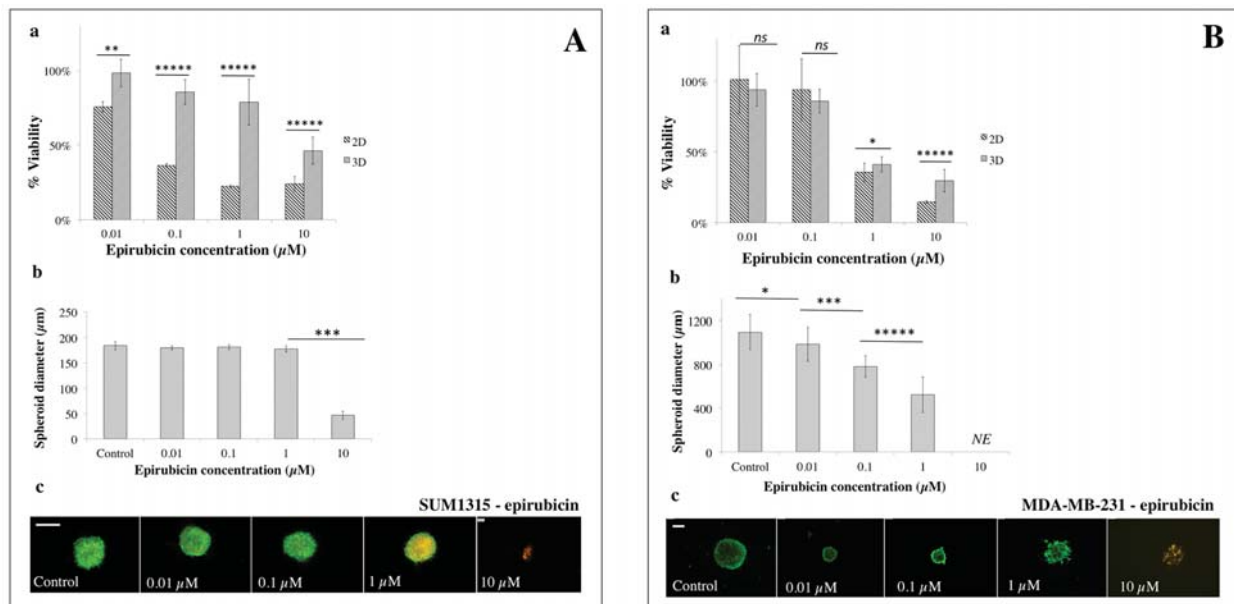 A
a
** ***** ***** *****
% Viability
100%
50%
0%
2D
3D
0.01 0.1 1 10
Epirubicin concentration (µM)
b
***
Spheroid diameter (µm)
250
200
150
100
50
0
Control 0.01 0.1 1 10
Epirubicin concentration (µM)
c
SUM1315 - epirubicin
Control 0.01 µM 0.1 µM 1 µM 10 µM
B
a
ns ns * *****
% Viability
100%
50%
0%
2D
3D
0.01 0.1 1 10
Epirubicin concentration (µM)
b
* *** *****
Spheroid diameter (µm)
1200
800
400
0
NE
Control 0.01 0.1 1 10
Epirubicin concentration (µM)
c
MDA-MB-231 - epirubicin
Control 0.01 µM 0.1 µM 1 µM 10 µM